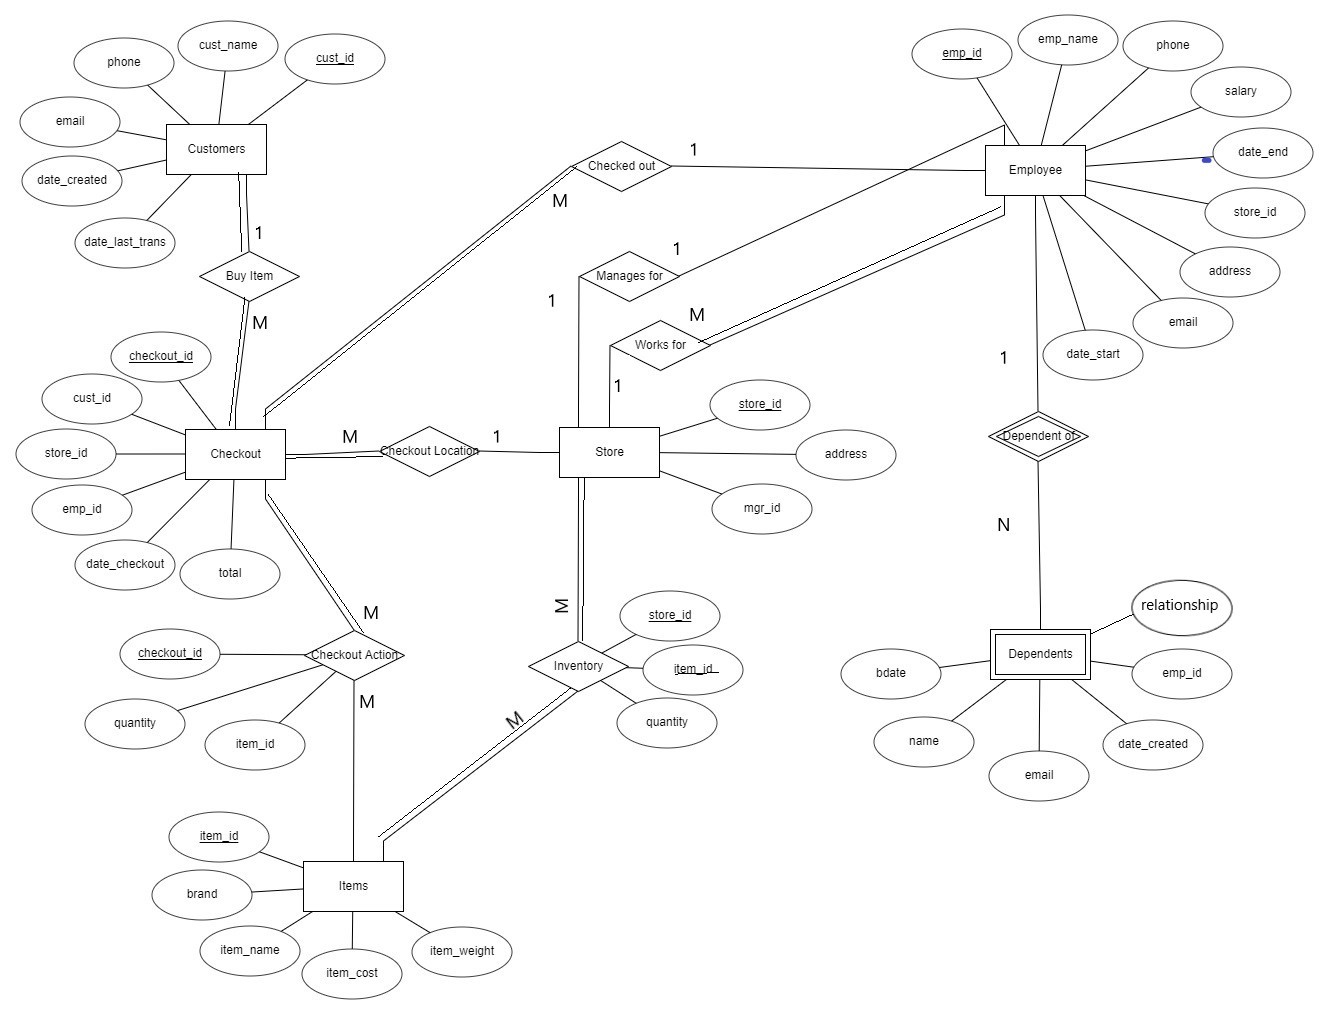 cust_name
cust_id
phone
email
Customers
date_created
date_last_trans
1
Buy Item
M
emp_id
emp_name
phone
salary
date_end
Employee
store_id
address
email
date_start
Checked out
1
M
Manages for
1
1
Works for
M
1
1
Dependent of
N
checkout_id
cust_id
store_id
Checkout
emp_id
date_checkout
total
M
Checkout Location
1
Store
store_id
address
mgr_id
M
M
Inventory
store_id
item_id
quantity
M
checkout_id
Checkout Action
quantity
item_id
M
relationship
Dependents
bdate
emp_id
name
date_created
email
item_id
brand
Items
item_name
item_cost
item_weight